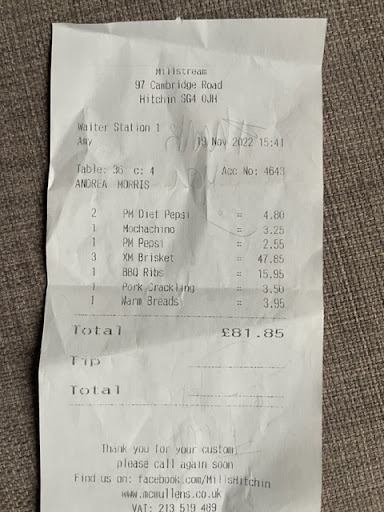 Millstream
97 Cambridge Road
Hitchin SG4 0JH
Waiter Station 1
Amy 19 Nov 2022 15:41
Table: 36 c: 4 Acc No: 4643
ANDREA MORRIS
2 PM Diet Pepsi = 4.80
1 Mochachino = 3.25
1 PM Pepsi = 2.55
3 XM Brisket = 47.85
1 BBQ Ribs = 15.95
1 Pork Crackling = 3.50
1 Warm Breads = 3.95
Total £81.85
Tip
Total
Thank you for your custom
please call again soon
Find us on: facebook.com/MillsHitchin
www.mcmullens.co.uk
VAT: 213 519 489